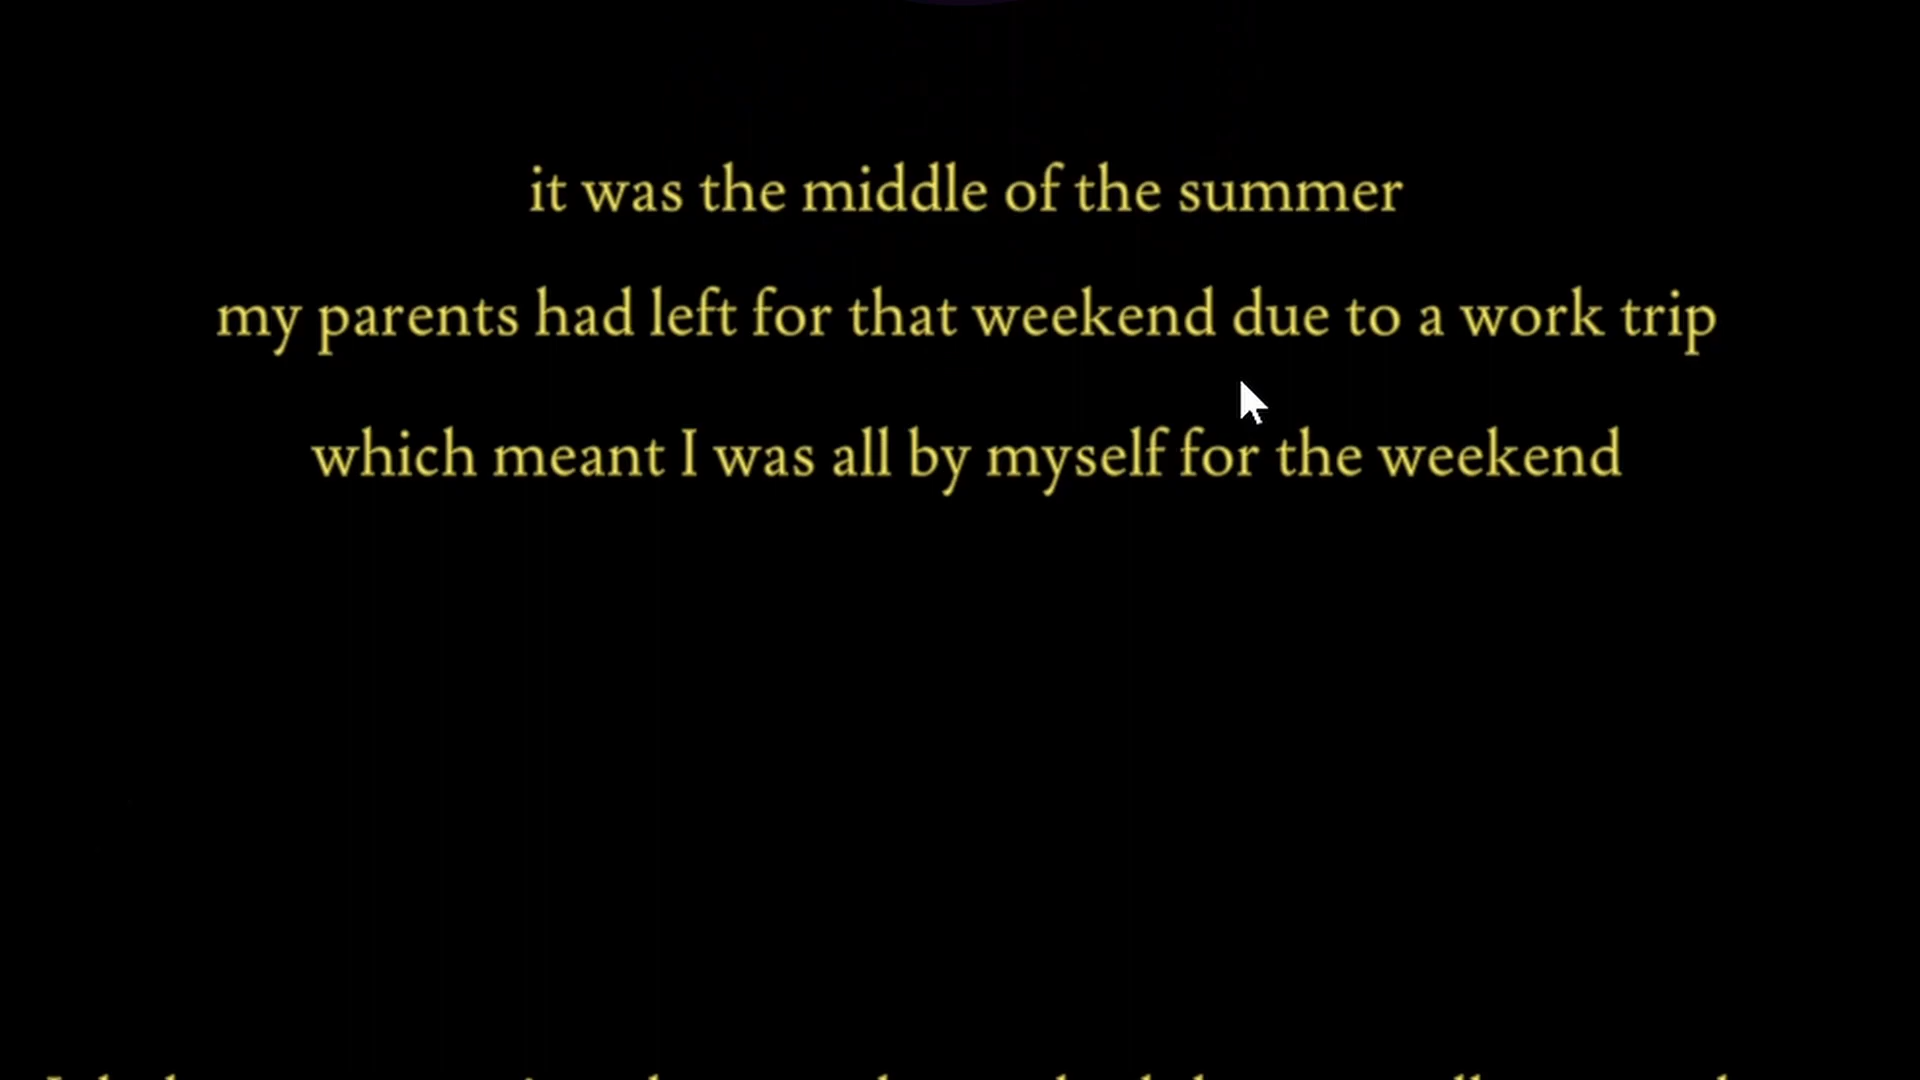 it was the middle of the summer
my parents had left for that weekend due to a work trip
which meant I was all by myself for the weekend